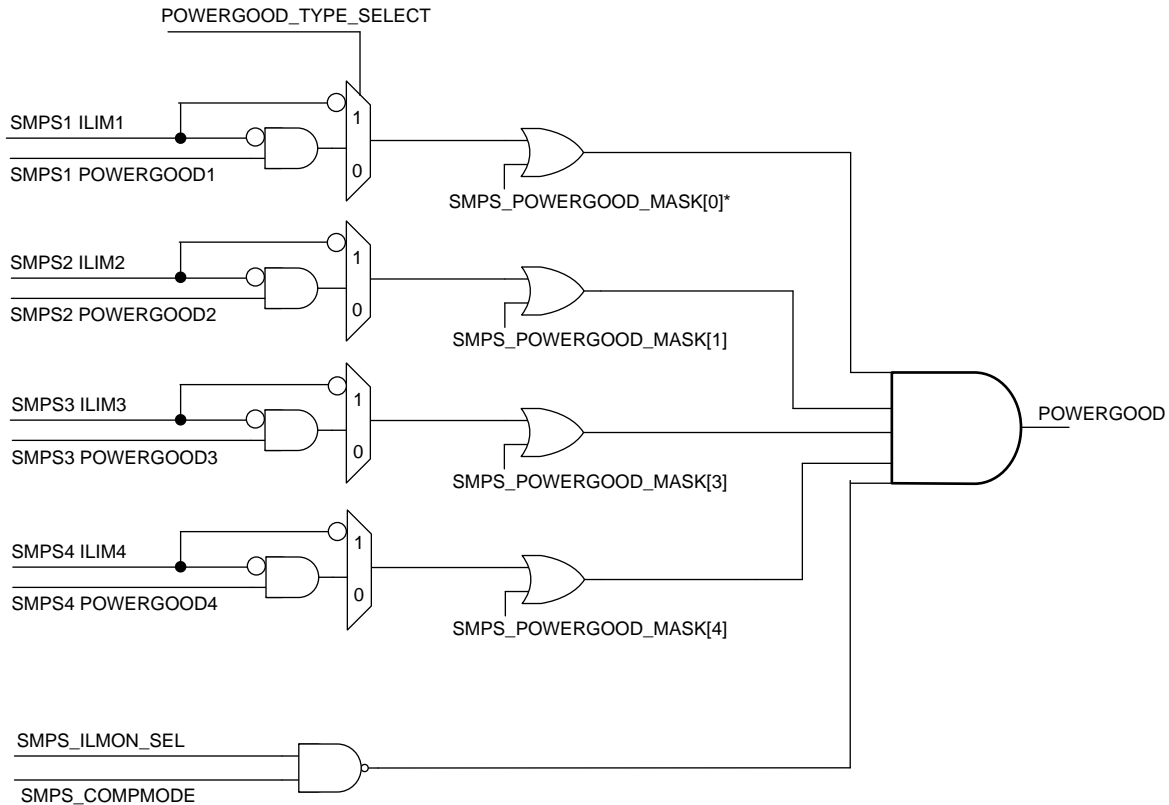 POWERGOOD_TYPE_SELECT
SMPS1 ILIM1
1
SMPS1 POWERGOOD1
0
SMPS_POWERGOOD_MASK[0]*
SMPS2 ILIM2
1
SMPS2 POWERGOOD2
0
SMPS_POWERGOOD_MASK[1]
SMPS3 ILIM3
1
SMPS3 POWERGOOD3
0
SMPS_POWERGOOD_MASK[3]
POWERGOOD
SMPS4 ILIM4
1
SMPS4 POWERGOOD4
0
SMPS_POWERGOOD_MASK[4]
SMPS_ILMON_SEL
SMPS_COMPMODE